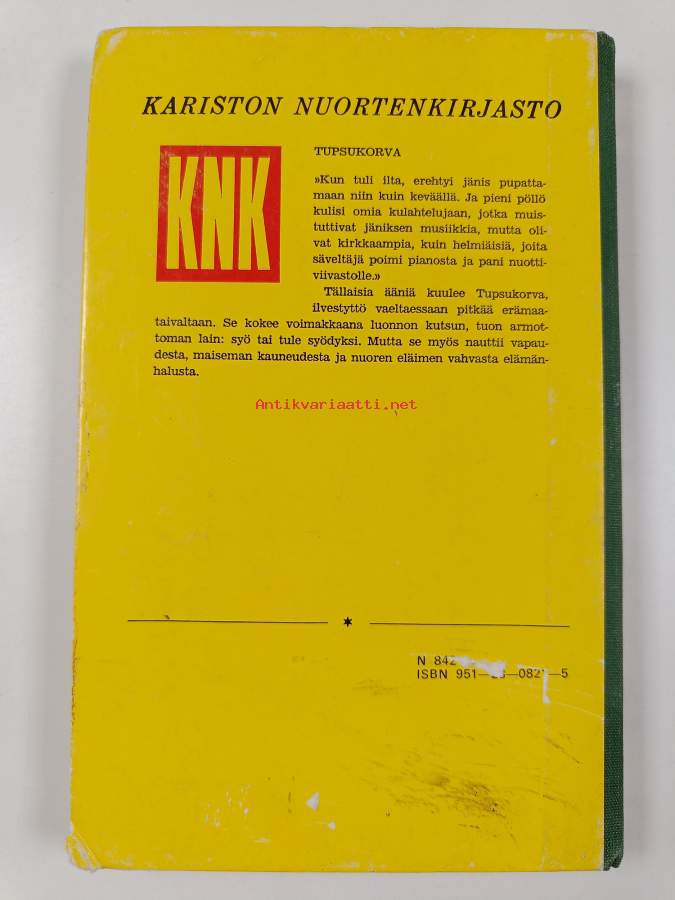 KARISTON NUORTENKIRJASTO
KNK
TUPSUKORVA
»Kun tuli ilta, erehtyi jänis pupatta-
maan niin kuin keväällä. Ja pieni pöllö
kulisi omia kulahtelujaan, jotka muis-
tuttivat jäniksen musiikkia, mutta oli-
vat kirkkaampia, kuin helmiäisiä, joita
säveltäjä poimi pianosta ja pani nuotti-
viivastolle.»
Tällaisia ääniä kuulee Tupsukorva,
ilvestyttö vaeltaessaan pitkää erämaa-
taivaltaan. Se kokee voimakkaana luonnon kutsun, tuon armot-
toman lain: syö tai tule syödyksi. Mutta se myös nauttii vapau-
desta, maiseman kauneudesta ja nuoren eläimen vahvasta elämän-
halusta.
Antikvariaatti.net
N 842
ISBN 951— —082 —5